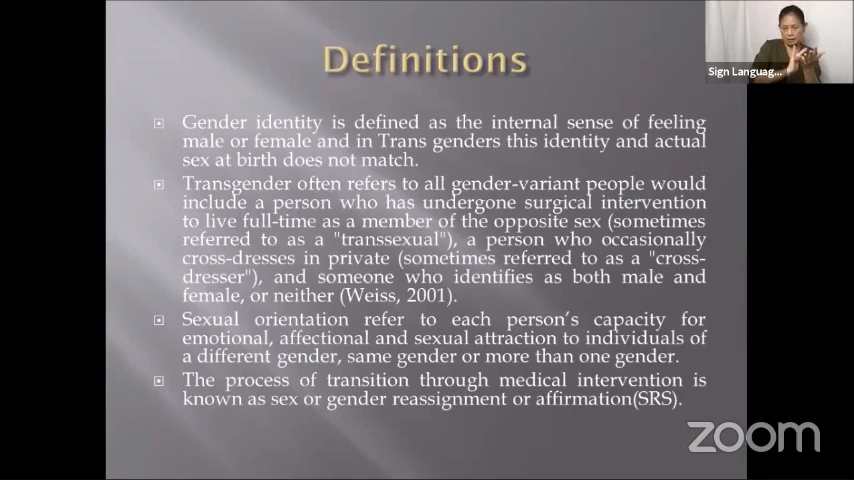 Definitions
Sign Languag...
Gender identity is defined as the internal sense of feeling
male or female and in Trans genders this identity and actual
sex at birth does not match.
Transgender often refers to all gender-variant people would
include a person who has undergone surgical intervention
to live full-time as a member of the opposite sex (sometimes
referred to as a "transsexual"), a person who occasionally
cross-dresses in private (sometimes referred to as a "cross-
dresser"), and someone who identifies as both male and
female, or neither (Weiss, 2001).
Sexual orientation refer to each person's capacity for
emotional, affectional and sexual attraction to individuals of
a different gender, same gender or more than one gender.
The process of transition through medical intervention is
known as sex or gender reassignment or affirmation(SRS).
zoom